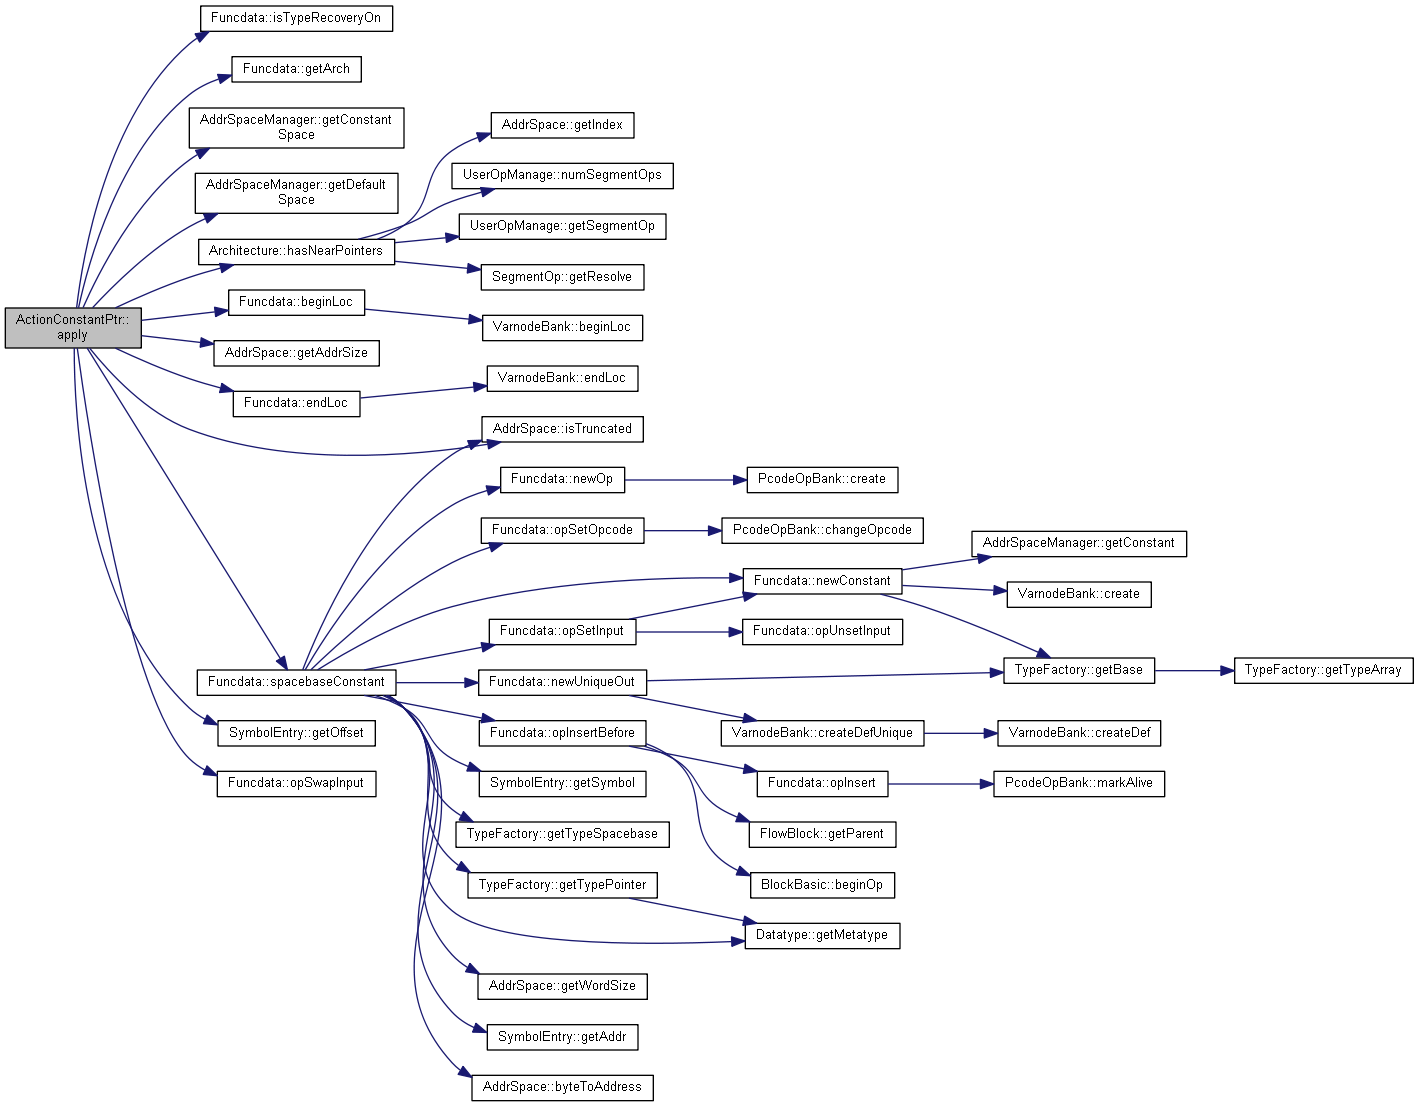 Funcdata::isTypeRecoveryOn
Funcdata::getArch
AddrSpaceManager::getConstant
Space
AddrSpaceManager::getDefault
Space
Architecture::hasNearPointers
ActionConstantPtr::
apply
Funcdata::beginLoc
AddrSpace::getAddrSize
Funcdata::endLoc
Funcdata::spacebaseConstant
SymbolEntry::getOffset
Funcdata::opSwapInput
AddrSpace::getIndex
UserOpManage::numSegmentOps
UserOpManage::getSegmentOp
SegmentOp::getResolve
VarnodeBank::beginLoc
VarnodeBank::endLoc
AddrSpace::isTruncated
Funcdata::newOp
Funcdata::opSetOpcode
Funcdata::opSetInput
Funcdata::newUniqueOut
Funcdata::opInsertBefore
SymbolEntry::getSymbol
TypeFactory::getTypeSpacebase
TypeFactory::getTypePointer
AddrSpace::getWordSize
SymbolEntry::getAddr
AddrSpace::byteToAddress
PcodeOpBank::create
PcodeOpBank::changeOpcode
Funcdata::newConstant
Funcdata::opUnsetInput
VarnodeBank::createDefUnique
Funcdata::opInsert
FlowBlock::getParent
BlockBasic::beginOp
Datatype::getMetatype
AddrSpaceManager::getConstant
VarnodeBank::create
TypeFactory::getBase
VarnodeBank::createDef
PcodeOpBank::markAlive
TypeFactory::getTypeArray